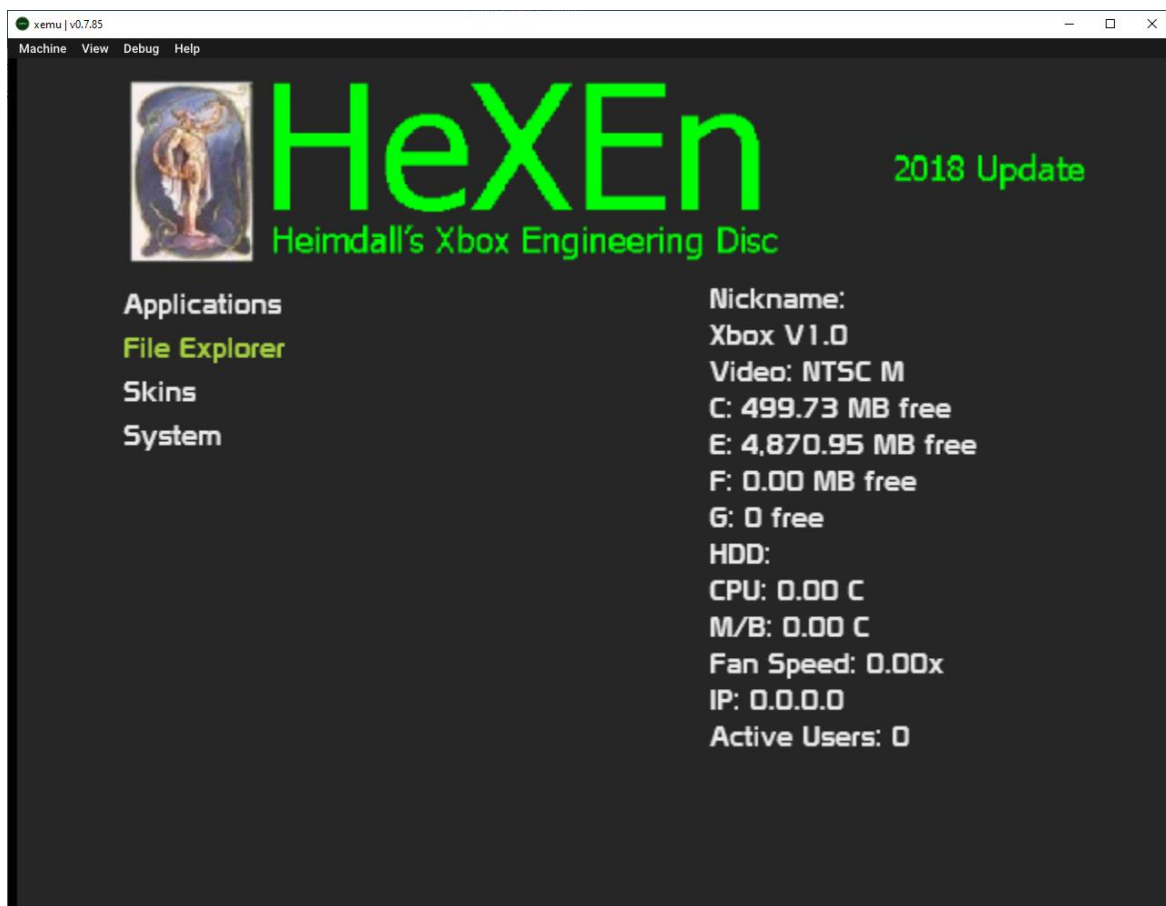 xemu | v0.7.85
Machine View Debug Help
HeXEn
2018 Update
Heimdall's Xbox Engineering Disc
Applications
File Explorer
Skins
System
Nickname:
Xbox V1.0
Video: NTSC M
C: 499.73 MB free
E: 4,870.95 MB free
F: 0.00 MB free
G: 0 free
HDD:
CPU: 0.00 C
M/B: 0.00 C
Fan Speed: 0.00x
IP: 0.0.0.0
Active Users: 0